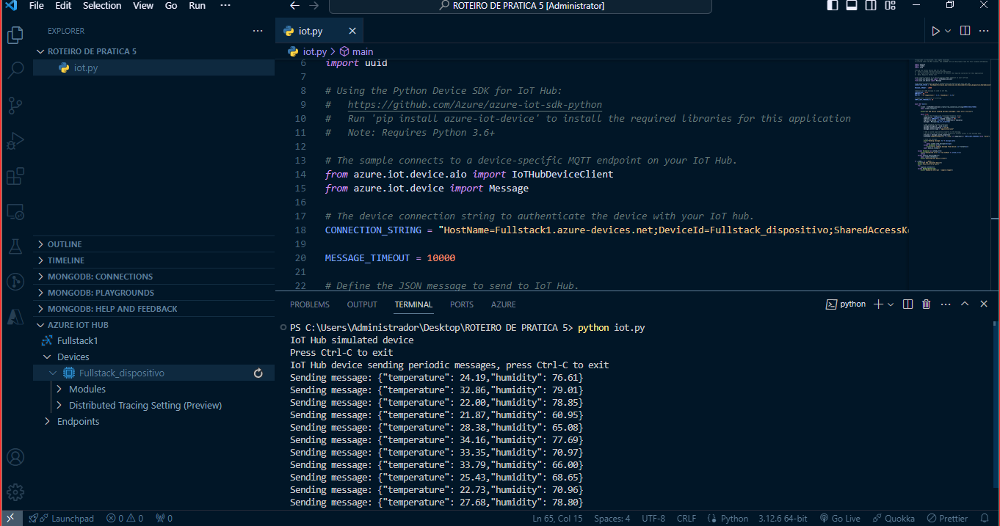 File Edit Selection View Go Run ···
ROTEIRO DE PRATICA 5 [Administrator]
EXPLORER
ROTEIRO DE PRATICA 5
iot.py
OUTLINE
TIMELINE
MONGODB: CONNECTIONS
MONGODB: PLAYGROUNDS
MONGODB: HELP AND FEEDBACK
AZURE IOT HUB
Fullstack1
Devices
Fullstack_dispositivo
Modules
Distributed Tracing Setting (Preview)
Endpoints
iot.py
iot.py > main
6 import uuid
7
8 # Using the Python Device SDK for IoT Hub:
9 #   https://github.com/Azure/azure-iot-sdk-python
10 #   Run 'pip install azure-iot-device' to install the required libraries for this application
11 #   Note: Requires Python 3.6+
12
13 # The sample connects to a device-specific MQTT endpoint on your IoT Hub.
14 from azure.iot.device.aio import IoTHubDeviceClient
15 from azure.iot.device import Message
16
17 # The device connection string to authenticate the device with your IoT hub.
18 CONNECTION_STRING = "HostName=Fullstack1.azure-devices.net;DeviceId=Fullstack_dispositivo;SharedAccessKe
19
20 MESSAGE_TIMEOUT = 10000
21
22 # Define the JSON message to send to IoT Hub.
PROBLEMS OUTPUT TERMINAL PORTS AZURE
python
PS C:\Users\Administrador\Desktop\ROTEIRO DE PRATICA 5> python iot.py
IoT Hub simulated device
Press Ctrl-C to exit
IoT Hub device sending periodic messages, press Ctrl-C to exit
Sending message: {"temperature": 24.19,"humidity": 76.61}
Sending message: {"temperature": 32.86,"humidity": 79.01}
Sending message: {"temperature": 22.00,"humidity": 78.85}
Sending message: {"temperature": 21.87,"humidity": 60.95}
Sending message: {"temperature": 28.38,"humidity": 65.08}
Sending message: {"temperature": 34.16,"humidity": 77.69}
Sending message: {"temperature": 33.35,"humidity": 70.97}
Sending message: {"temperature": 33.79,"humidity": 66.00}
Sending message: {"temperature": 25.43,"humidity": 68.65}
Sending message: {"temperature": 22.73,"humidity": 70.96}
Sending message: {"temperature": 27.68,"humidity": 78.80}
Launchpad 0 0 0 Ln 65, Col 15 Spaces: 4 UTF-8 CRLF Python 3.12.6 64-bit Go Live Quokka Prettier